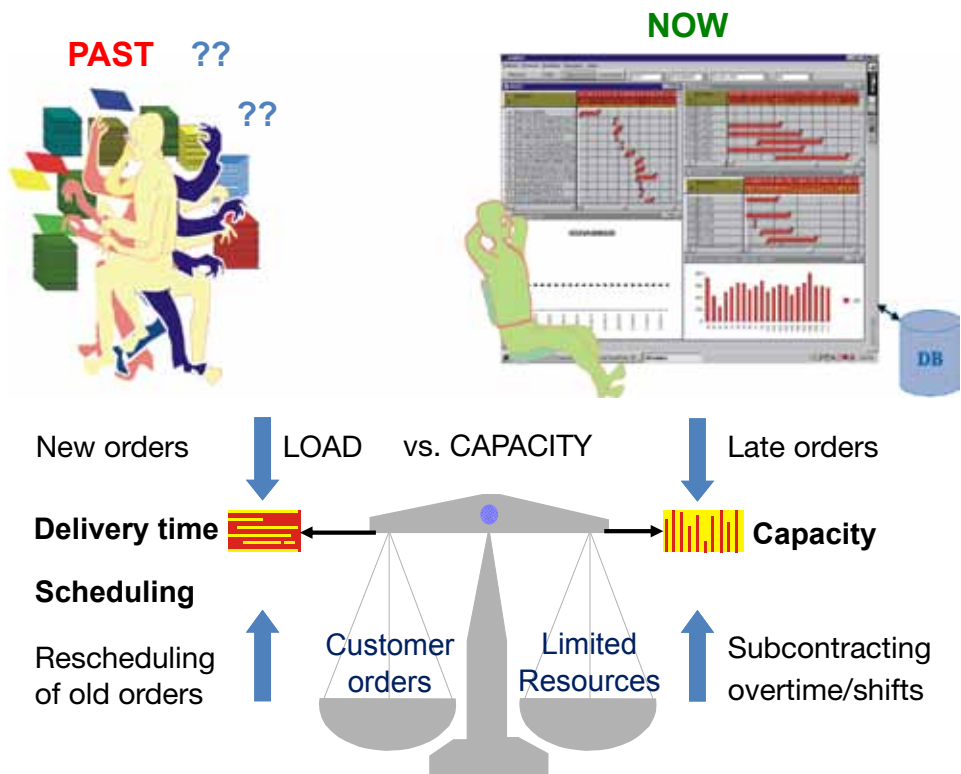 PAST ??
??
NOW
DB
New orders
LOAD vs. CAPACITY
Late orders
Delivery time
Capacity
Scheduling
Customer
orders
Limited
Resources
Rescheduling
of old orders
Subcontracting
overtime/shifts